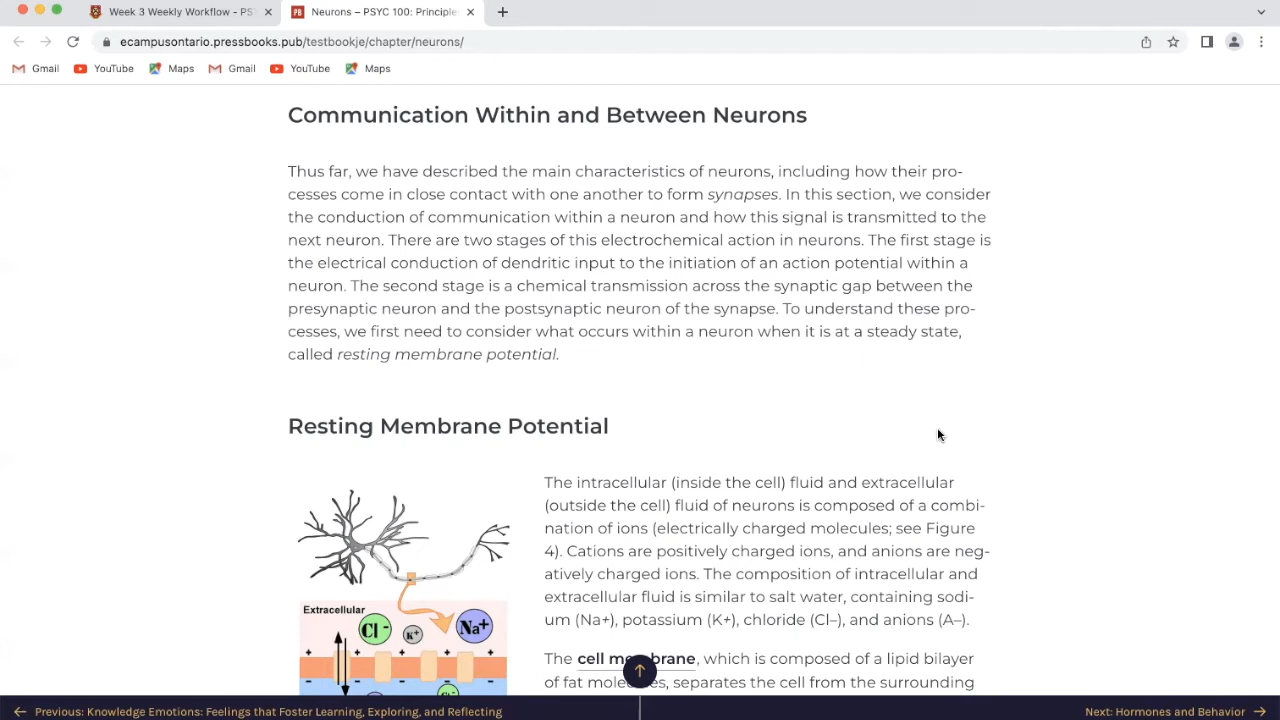 Week 3 Weekly Workflow - PS
Neurons – PSYC 100: Principle
ecampusontario.pressbooks.pub/testbookje/chapter/neurons/
Gmail YouTube Maps Gmail YouTube Maps
Communication Within and Between Neurons
Thus far, we have described the main characteristics of neurons, including how their pro-
cesses come in close contact with one another to form synapses. In this section, we consider
the conduction of communication within a neuron and how this signal is transmitted to the
next neuron. There are two stages of this electrochemical action in neurons. The first stage is
the electrical conduction of dendritic input to the initiation of an action potential within a
neuron. The second stage is a chemical transmission across the synaptic gap between the
presynaptic neuron and the postsynaptic neuron of the synapse. To understand these pro-
cesses, we first need to consider what occurs within a neuron when it is at a steady state,
called resting membrane potential.
Resting Membrane Potential
The intracellular (inside the cell) fluid and extracellular
(outside the cell) fluid of neurons is composed of a combi-
nation of ions (electrically charged molecules; see Figure
4). Cations are positively charged ions, and anions are neg-
atively charged ions. The composition of intracellular and
extracellular fluid is similar to salt water, containing sodi-
um (Na+), potassium (K+), chloride (Cl–), and anions (A–).
The cell membrane, which is composed of a lipid bilayer
of fat molecules, separates the cell from the surrounding
Extracellular
Cl - K+ Na+
+ + + +
- - - -
Previous: Knowledge Emotions: Feelings that Foster Learning, Exploring, and Reflecting
Next: Hormones and Behavior